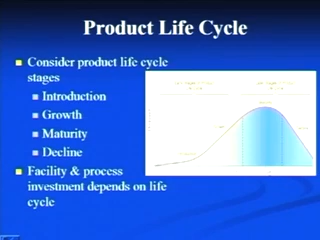 Product Life Cycle
Consider product life cycle
stages
Introduction
Growth
Maturity
Decline
Facility & process
investment depends on life
cycle